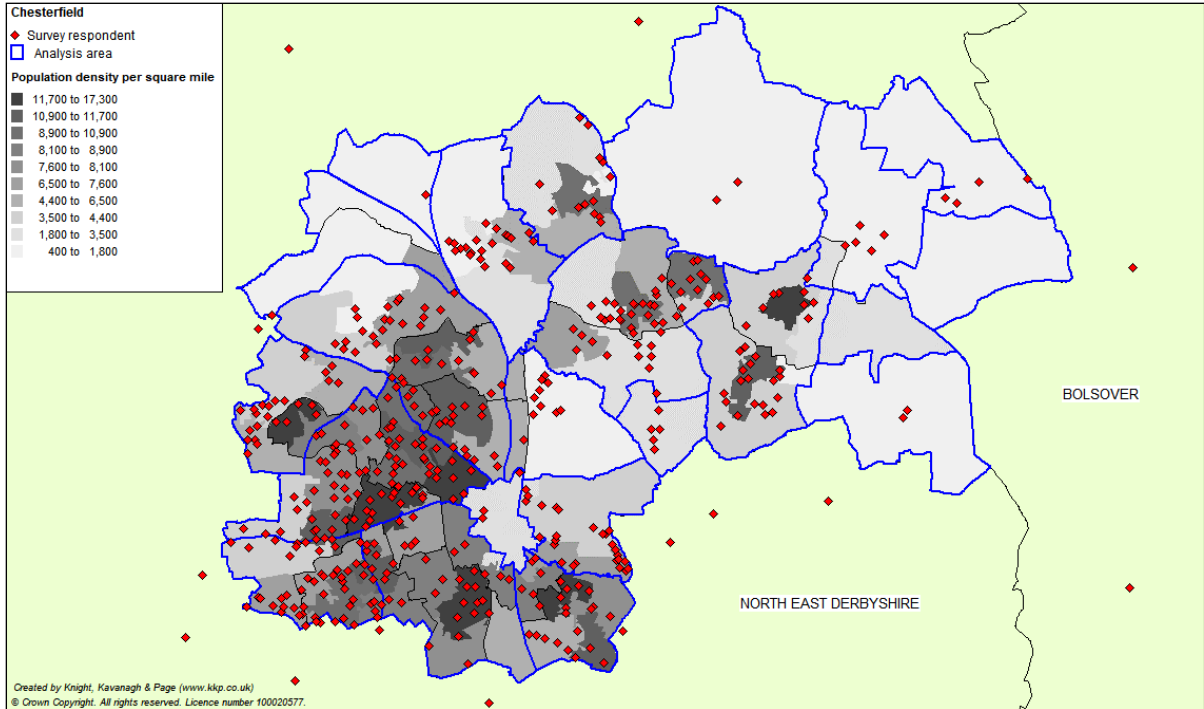 Chesterfield
Survey respondent
Analysis area
Population density per square mile
11,700 to 17,300
10,900 to 11,700
8,900 to 10,900
8,100 to 8,900
7,600 to 8,100
6,500 to 7,600
4,400 to 6,500
3,500 to 4,400
1,800 to 3,500
400 to 1,800
BOLSOVER
NORTH EAST DERBYSHIRE
Created by Knight, Kavanagh & Page (www.kkp.co.uk)
© Crown Copyright. All rights reserved. Licence number 100020577.